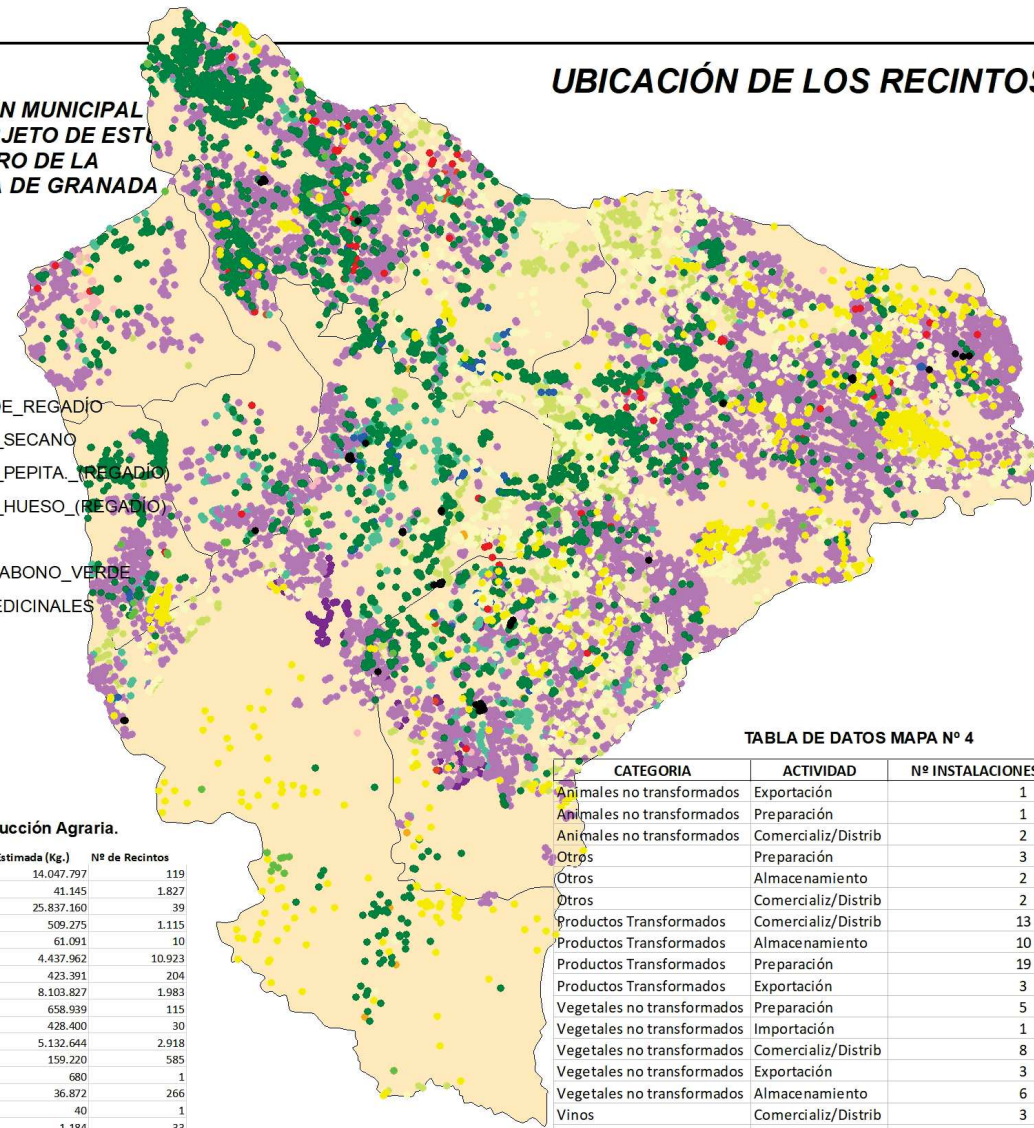 UBICACIÓN DE LOS RECINTOS
N MUNICIPAL
JETO DE ESTU
RO DE LA
A DE GRANADA
DE_REGADÍO
SECANO
_PEPITA._(REGADÍO)
_HUESO_(REGADÍO)
ABONO_VERDE
EDICINALES
ucción Agraria.
Estimada (Kg.) Nº de Recintos
14.047.797 119
41.145 1.827
25.837.160 39
509.275 1.115
61.091 10
4.437.962 10.923
423.391 204
8.103.827 1.983
658.939 115
428.400 30
5.132.644 2.918
159.220 585
680 1
36.872 266
40 1
1.184 33
TABLA DE DATOS MAPA Nº 4
CATEGORIA ACTIVIDAD Nº INSTALACIONES
Animales no transformados Exportación 1
Animales no transformados Preparación 1
Animales no transformados Comercializ/Distrib 2
Otros Preparación 3
Otros Almacenamiento 2
Otros Comercializ/Distrib 2
Productos Transformados Comercializ/Distrib 13
Productos Transformados Almacenamiento 10
Productos Transformados Preparación 19
Productos Transformados Exportación 3
Vegetales no transformados Preparación 5
Vegetales no transformados Importación 1
Vegetales no transformados Comercializ/Distrib 8
Vegetales no transformados Exportación 3
Vegetales no transformados Almacenamiento 6
Vinos Comercializ/Distrib 3